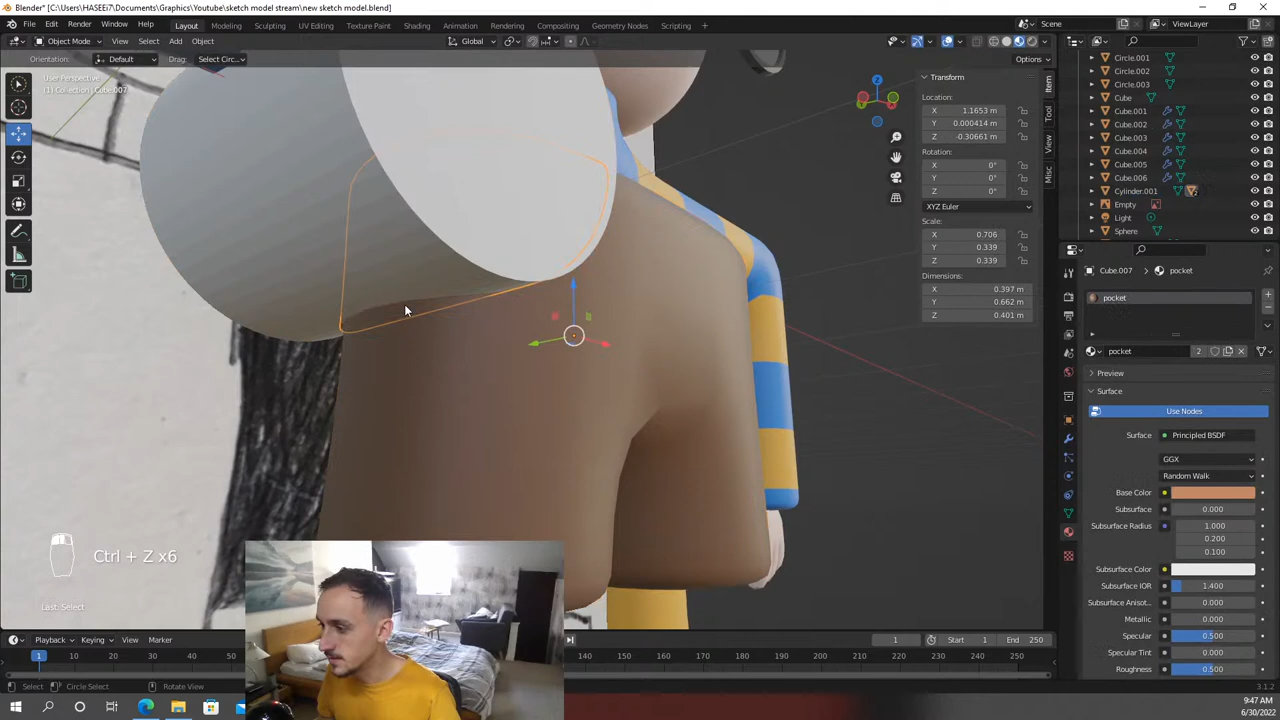 Blender* [C:\Users\HASEEi7\Documents\Graphics\Youtube\sketch model stream\new sketch model.blend]
File Edit Render Window Help Layout Modeling Sculpting UV Editing Texture Paint Shading Animation Rendering Compositing Geometry Nodes Scripting + Scene ViewLayer
Object Mode View Select Add Object Global
Orientation: Default Drag: Select Circ... Options
User Perspective
(1) Collection | Cube.007
Transform
Location:
X 1.1653 m
Y 0.000414 m
Z -0.30661 m
Rotation:
X 0°
Y 0°
Z 0°
XYZ Euler
Scale:
X 0.706
Y 0.339
Z 0.339
Dimensions:
X 0.397 m
Y 0.662 m
Z 0.401 m
Item
Tool
View
Misc
Circle.001
Circle.002
Circle.003
Cube
Cube.001
Cube.002
Cube.003
Cube.004
Cube.005
Cube.006
Cylinder.001
Empty
Light
Sphere
Cube.007 > pocket
pocket
pocket 2
Preview
Surface
Use Nodes
Surface Principled BSDF
GGX
Random Walk
Base Color
Subsurface 0.000
Subsurface Radius 1.000
0.200
0.100
Subsurface Color
Subsurface IOR 1.400
Subsurface Anisot... 0.000
Metallic 0.000
Specular 0.500
Specular Tint 0.000
Roughness 0.500
Ctrl + Z x6
Last: Select
Playback Keying View Marker 1 Start 1 End 250
1 10 20 30 40 140 150 160 170 180 190 200 210 220 230 240 250
Select Circle Select Rotate View 3.1.2
9:47 AM
6/30/2022